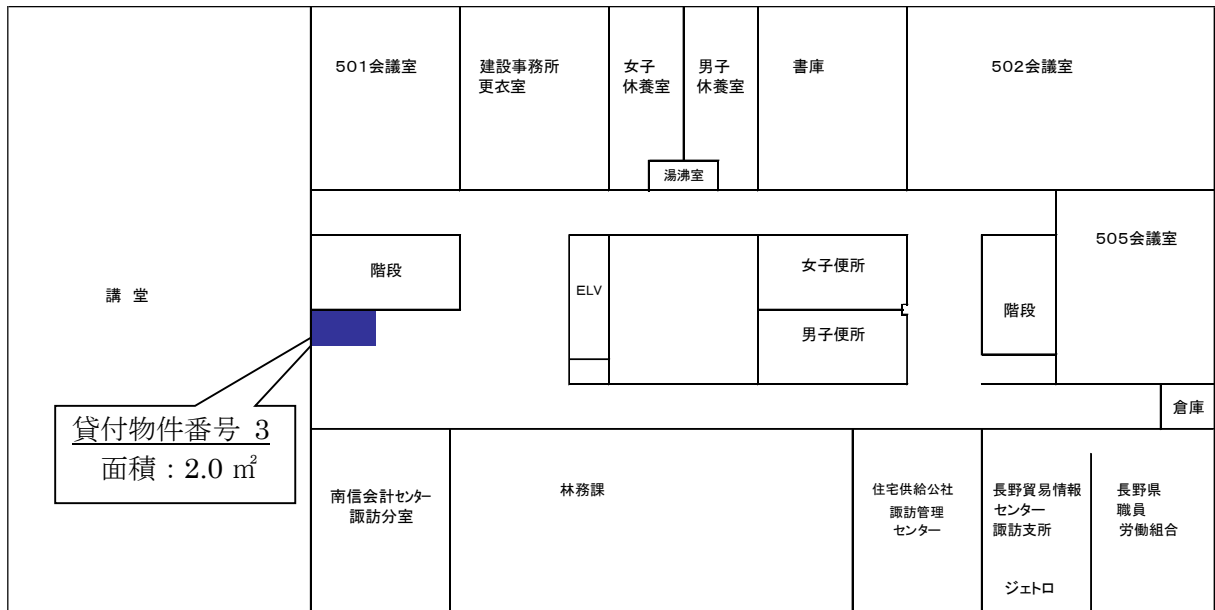 501会議室
建設事務所
更衣室
女子
休養室
男子
休養室
書庫
502会議室
湯沸室
505会議室
階段
ELV
女子便所
男子便所
階段
講 堂
倉庫
貸付物件番号 3
面積：2.0 ㎡
南信会計センター
諏訪分室
林務課
住宅供給公社
諏訪管理
センター
長野貿易情報
センター
諏訪支所
ジェトロ
長野県
職員
労働組合